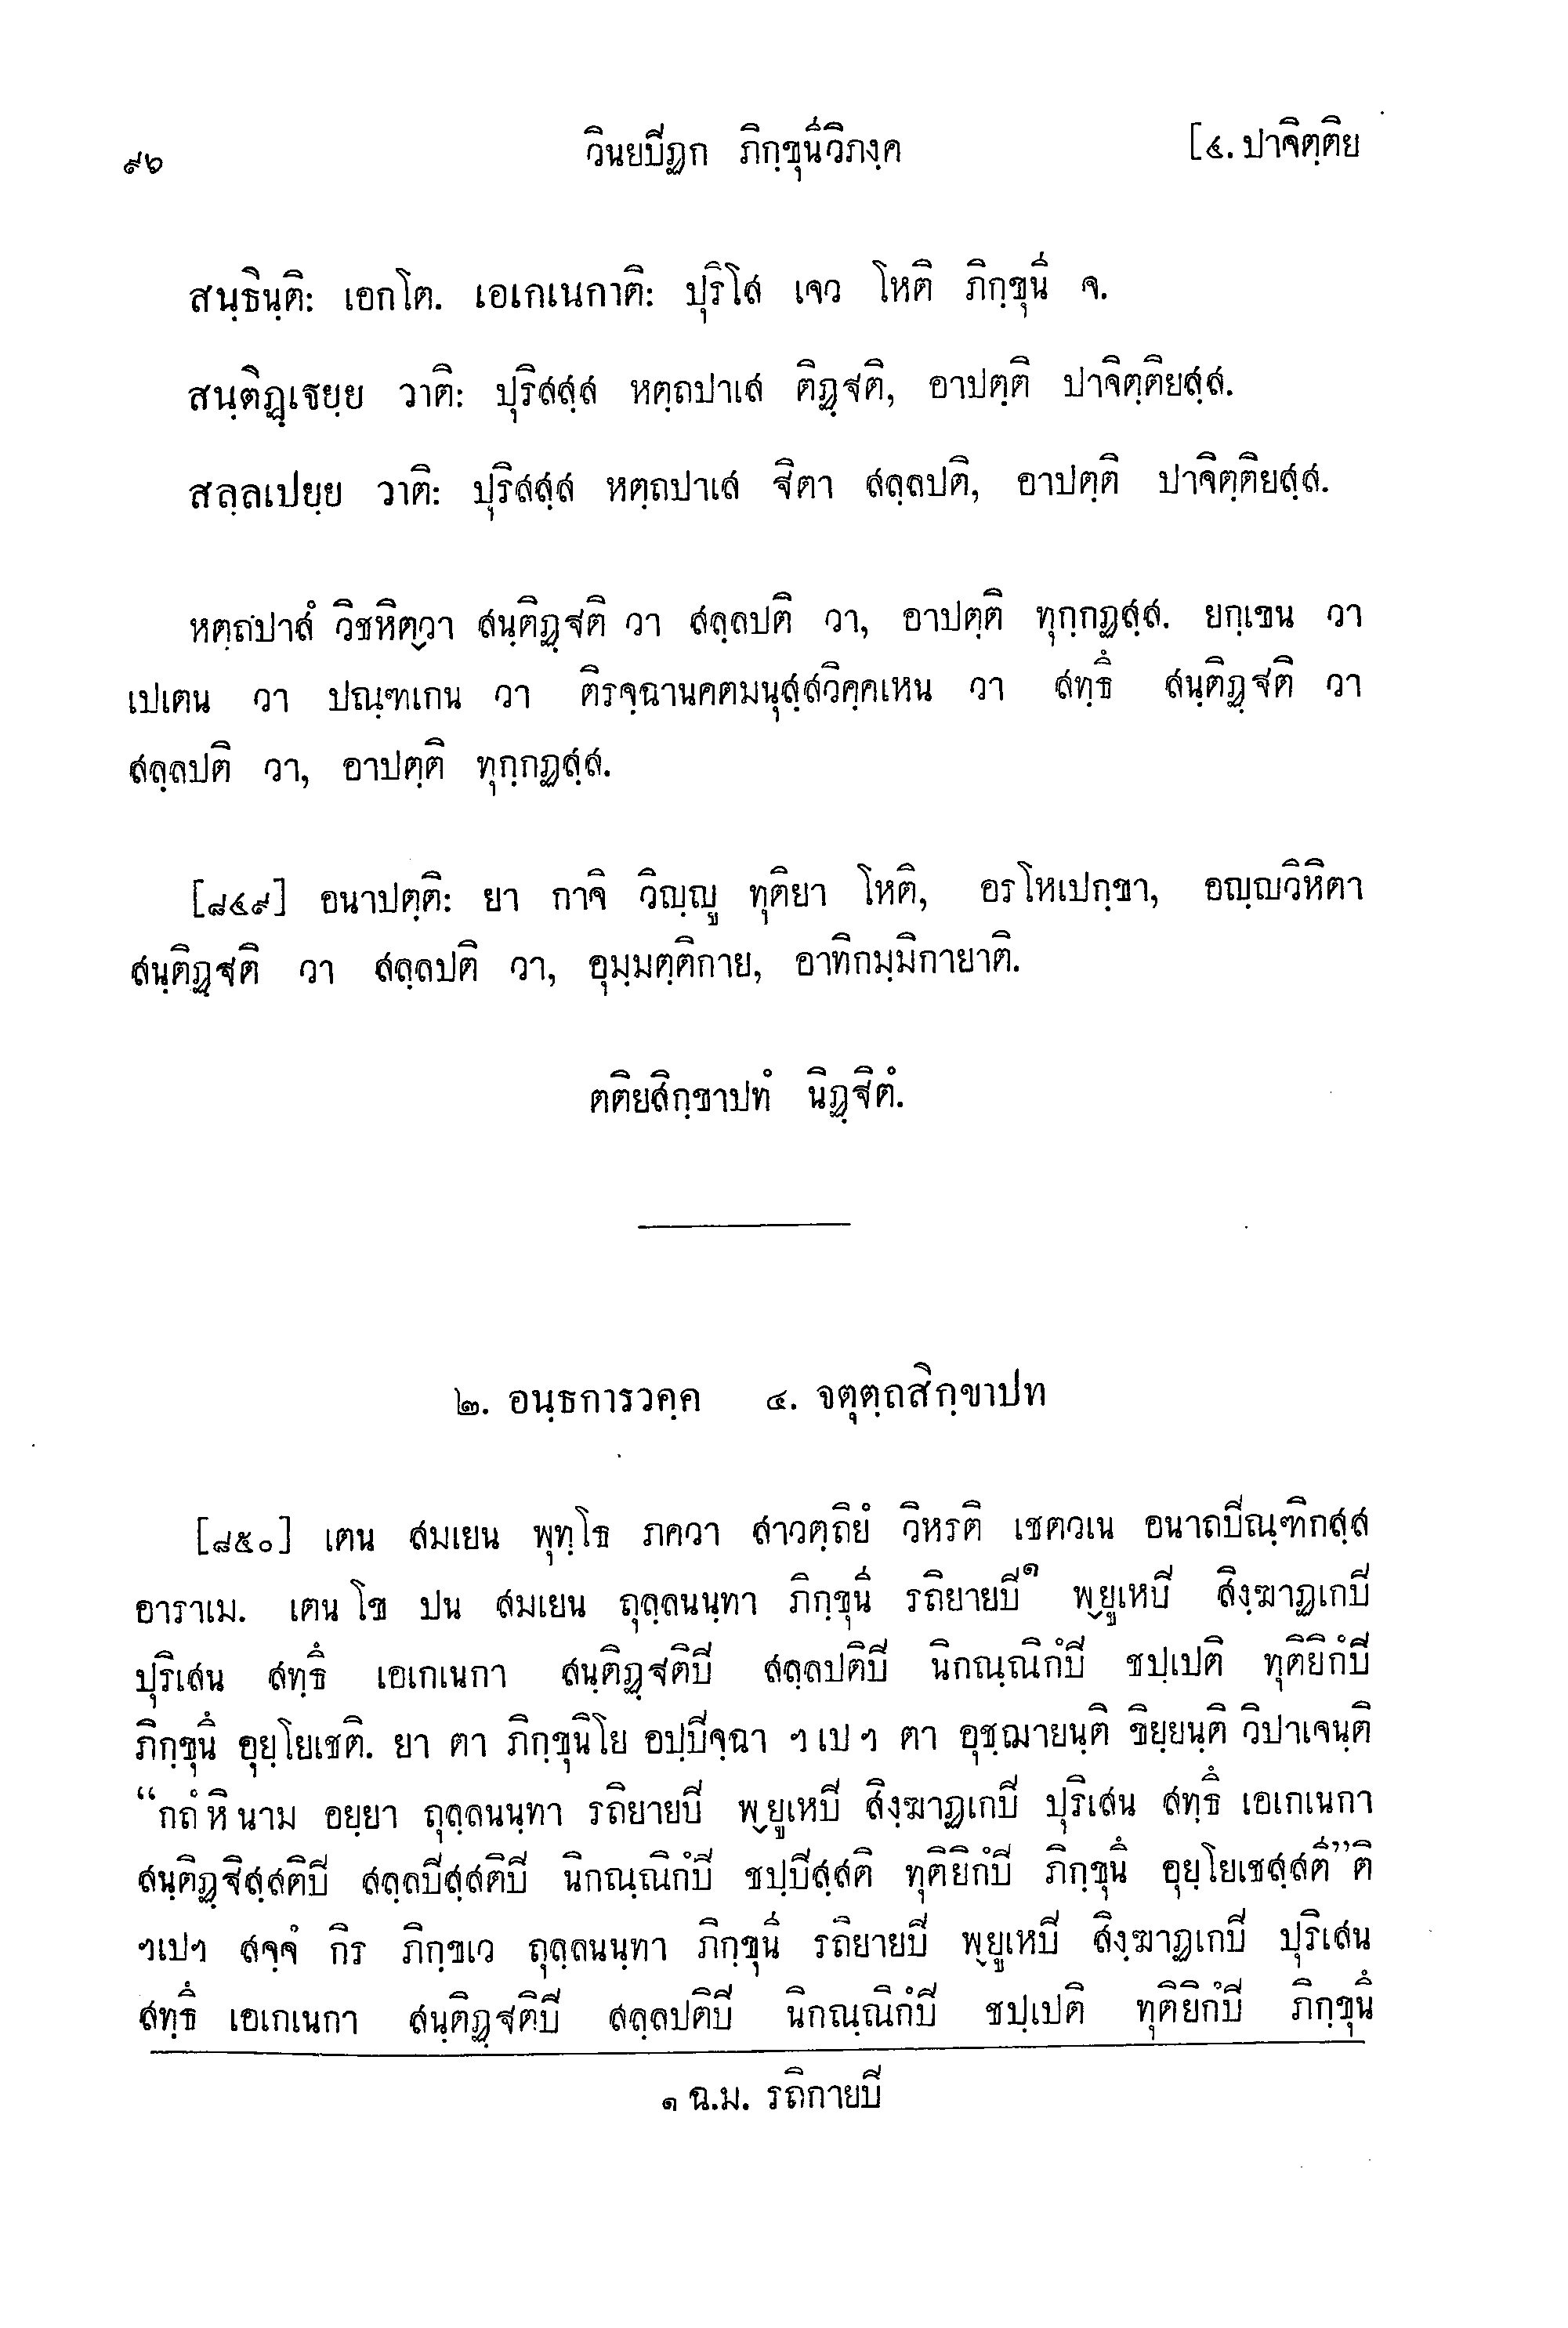 ๙๖ วินยปิฏก ภิกฺขุนีวิภงฺค [๔. ปาจิตฺติย
สนฺธินฺติ: เอกโต. เอเกเนกาติ: ปุริโส เจว โหติ ภิกฺขุนี จ.
สนฺติฏฺเฐยฺย วาติ: ปุริสสฺส หตฺถปาเส ติฏฺฐติ, อาปตฺติ ปาจิตฺติยสฺส.
สลฺลเปยฺย วาติ: ปุริสสฺส หตฺถปาเส ฐิตา สลฺลปติ, อาปตฺติ ปาจิตฺติยสฺส.
หตฺถปาสํ วิชหิตฺวา สนฺติฏฺฐติ วา สลฺลปติ วา, อาปตฺติ ทุกฺกฏสฺส. ยกฺเขน วา
เปเตน วา ปณฺฑเกน วา ติรจฺฉานคตมนุสฺสวิคฺคเหน วา สทฺธึ สนฺติฏฺฐติ วา
สลฺลปติ วา, อาปตฺติ ทุกฺกฏสฺส.
[๘๔๙] อนาปตฺติ: ยา กาจิ วิญฺญู ทุติยา โหติ, อรโหเปกฺขา, อญฺญวิหิตา
สนฺติฏฺฐติ วา สลฺลปติ วา, อุมฺมตฺติกาย, อาทิกมฺมิกายาติ.
ตติยสิกฺขาปทํ นิฏฺฐิตํ.
๒. อนฺธการวคฺค ๔. จตุตฺถสิกฺขาปท
[๘๕๐] เตน สมเยน พุทฺโธ ภควา สาวตฺถิยํ วิหรติ เชตวเน อนาถปิณฺฑิกสฺส
อาราเม. เตน โข ปน สมเยน ถุลฺลนนฺทา ภิกฺขุนี รถิยายปิ๑ พฺยูเหปิ สิงฺฆาฏเกปิ
ปุริเสน สทฺธึ เอเกเนกา สนฺติฏฺฐติปิ สลฺลปติปิ นิกณฺณิกํปิ ชปฺเปติ ทุติยิกํปิ
ภิกฺขุนึ อุยฺโยเชติ. ยา ตา ภิกฺขุนิโย อปฺปิจฺฉา ฯ เป ฯ ตา อุชฺฌายนฺติ ขิยฺยนฺติ วิปาเจนฺติ
“กถํ หิ นาม อยฺยา ถุลฺลนนฺทา รถิยายปิ พฺยูเหปิ สิงฺฆาฏเกปิ ปุริเสน สทฺธึ เอเกเนกา
สนฺติฏฺฐิสฺสติปิ สลฺลปิสฺสติปิ นิกณฺณิกํปิ ชปฺปิสฺสติ ทุติยิกํปิ ภิกฺขุนึ อุยฺโยเชสฺสตี”ติ
ฯเปฯ สจฺจํ กิร ภิกฺขเว ถุลฺลนนฺทา ภิกฺขุนี รถิยายปิ พฺยูเหปิ สิงฺฆาฏเกปิ ปุริเสน
สทฺธึ เอเกเนกา สนฺติฏฺฐติปิ สลฺลปติปิ นิกณฺณิกํปิ ชปฺเปติ ทุติยิกํปิ ภิกฺขุนึ
๑ ฉ.ม. รถิกายปิ